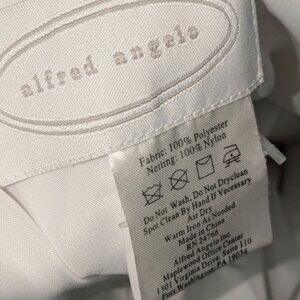 alfred angelo
Fabric: 100% Polyester
Netting: 100% Nylon
Do Not Wash, Do Not Dryclean
Spot Clean By Hand If Vecessary
Air Dry
Warm Iron As Needed
Made In China
RN 24766
Alfred Angelo Inc
Maplewood Office Center
1301 Virginia Drive, Suite 110
Fort Washington, PA 19034